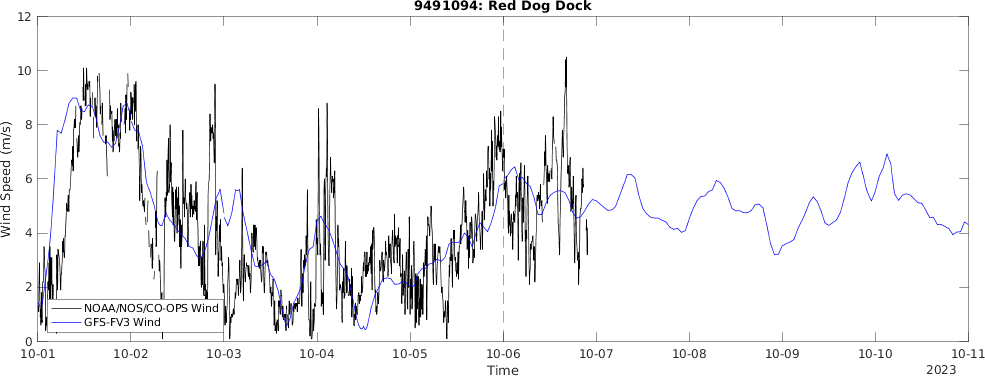 9491094: Red Dog Dock
12
10
8
6
4
2
0
Wind Speed (m/s)
NOAA/NOS/CO-OPS Wind
GFS-FV3 Wind
10-01 10-02 10-03 10-04 10-05 10-06 10-07 10-08 10-09 10-10 10-11
Time
2023